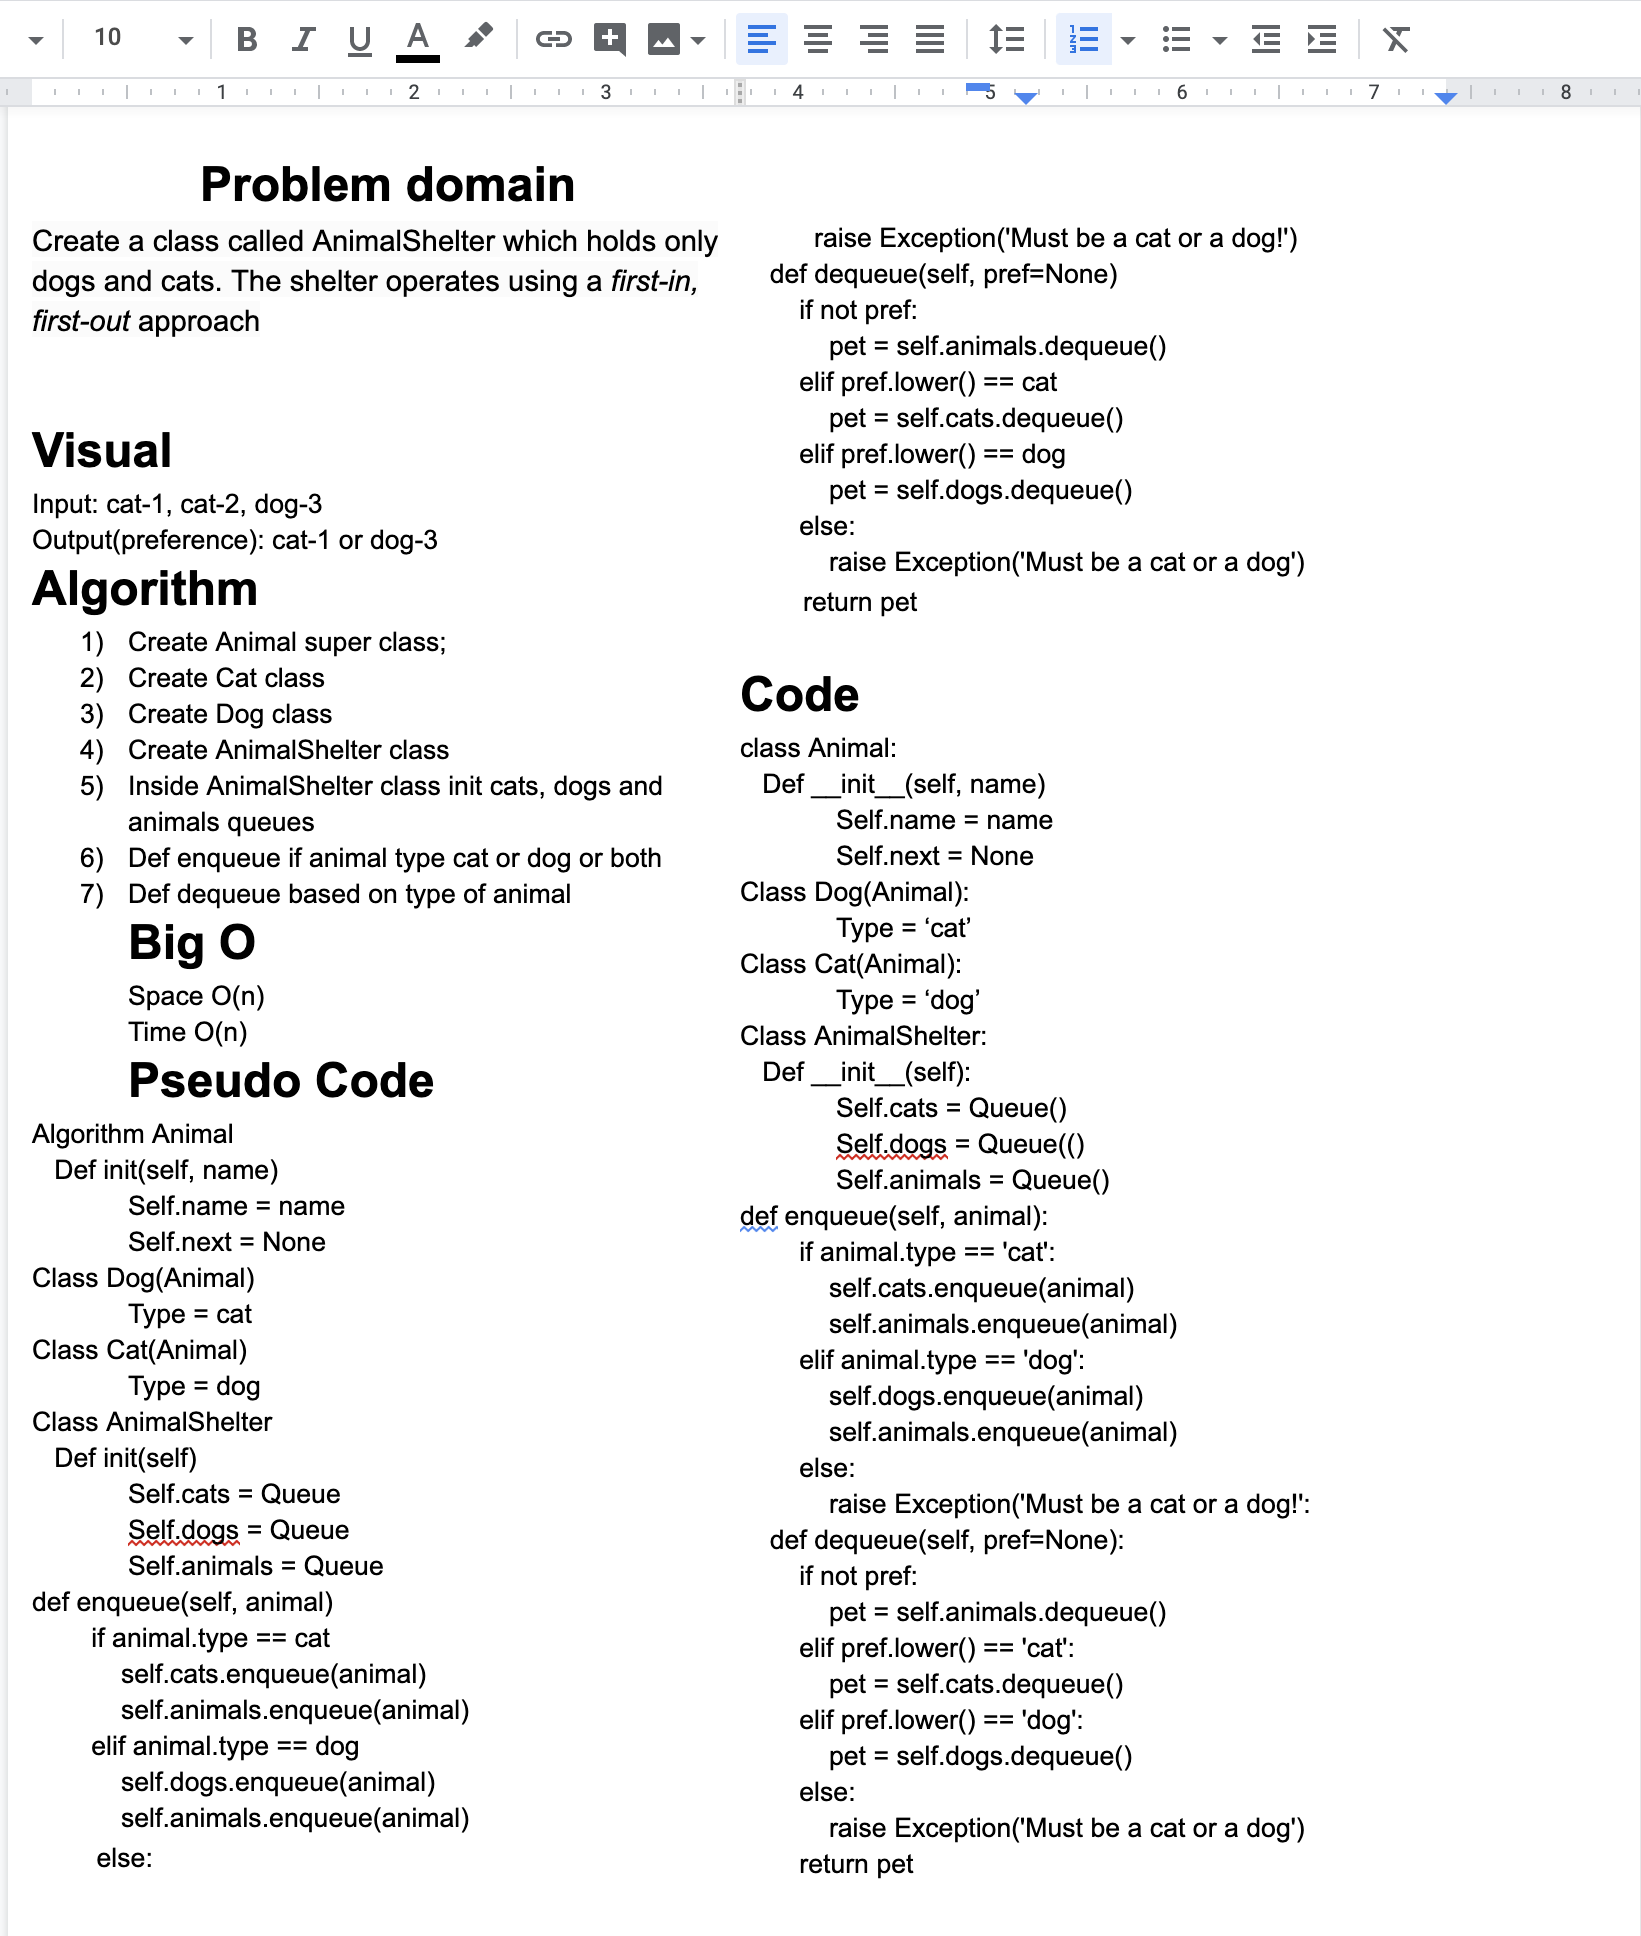 10 B I U A
1 2 3 4 5 6 7 8
Problem domain
Create a class called AnimalShelter which holds only
dogs and cats. The shelter operates using a first-in,
first-out approach
Visual
Input: cat-1, cat-2, dog-3
Output(preference): cat-1 or dog-3
Algorithm
1) Create Animal super class;
2) Create Cat class
3) Create Dog class
4) Create AnimalShelter class
5) Inside AnimalShelter class init cats, dogs and
animals queues
6) Def enqueue if animal type cat or dog or both
7) Def dequeue based on type of animal
Big O
Space O(n)
Time O(n)
Pseudo Code
Algorithm Animal
Def init(self, name)
Self.name = name
Self.next = None
Class Dog(Animal)
Type = cat
Class Cat(Animal)
Type = dog
Class AnimalShelter
Def init(self)
Self.cats = Queue
Self.dogs = Queue
Self.animals = Queue
def enqueue(self, animal)
if animal.type == cat
self.cats.enqueue(animal)
self.animals.enqueue(animal)
elif animal.type == dog
self.dogs.enqueue(animal)
self.animals.enqueue(animal)
else:
raise Exception('Must be a cat or a dog!')
def dequeue(self, pref=None)
if not pref:
pet = self.animals.dequeue()
elif pref.lower() == cat
pet = self.cats.dequeue()
elif pref.lower() == dog
pet = self.dogs.dequeue()
else:
raise Exception('Must be a cat or a dog')
return pet
Code
class Animal:
Def __init__(self, name)
Self.name = name
Self.next = None
Class Dog(Animal):
Type = ‘cat’
Class Cat(Animal):
Type = ‘dog’
Class AnimalShelter:
Def __init__(self):
Self.cats = Queue()
Self.dogs = Queue(()
Self.animals = Queue()
def enqueue(self, animal):
if animal.type == 'cat':
self.cats.enqueue(animal)
self.animals.enqueue(animal)
elif animal.type == 'dog':
self.dogs.enqueue(animal)
self.animals.enqueue(animal)
else:
raise Exception('Must be a cat or a dog!':
def dequeue(self, pref=None):
if not pref:
pet = self.animals.dequeue()
elif pref.lower() == 'cat':
pet = self.cats.dequeue()
elif pref.lower() == 'dog':
pet = self.dogs.dequeue()
else:
raise Exception('Must be a cat or a dog')
return pet